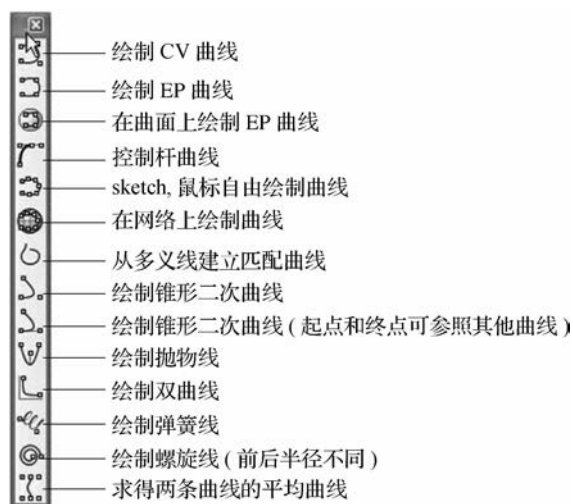 绘制 CV 曲线
绘制 EP 曲线
在曲面上绘制 EP 曲线
控制杆曲线
sketch, 鼠标自由绘制曲线
在网络上绘制曲线
从多义线建立匹配曲线
绘制锥形二次曲线
绘制锥形二次曲线 ( 起点和终点可参照其他曲线 )
绘制抛物线
绘制双曲线
绘制弹簧线
绘制螺旋线 ( 前后半径不同 )
求得两条曲线的平均曲线